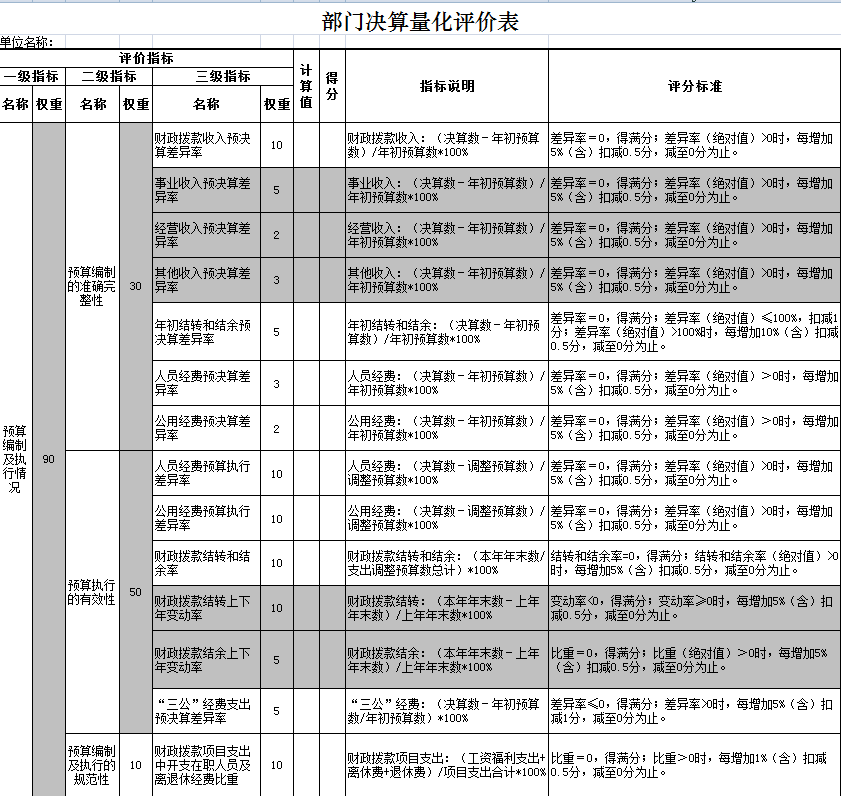 部门决算量化评价表
单位名称：
评价指标
计算值
得分
指标说明
评分标准
一级指标
二级指标
三级指标
名称
权重
名称
权重
名称
权重
预算
编制
及执
行情
况
90
预算编制
的准确完
整性
30
财政拨款收入预决
算差异率
10
财政拨款收入：（决算数－年初预算
数）/年初预算数*100%
差异率＝0，得满分；差异率（绝对值）>0时，每增加
5%（含）扣减0.5分，减至0分为止。
事业收入预决算差
异率
5
事业收入：（决算数－年初预算数）/
年初预算数*100%
差异率＝0，得满分；差异率（绝对值）>0时，每增加
5%（含）扣减0.5分，减至0分为止。
经营收入预决算差
异率
2
经营收入：（决算数－年初预算数）/
年初预算数*100%
差异率＝0，得满分；差异率（绝对值）>0时，每增加
5%（含）扣减0.5分，减至0分为止。
其他收入预决算差
异率
3
其他收入：（决算数－年初预算数）/
年初预算数*100%
差异率＝0，得满分；差异率（绝对值）>0时，每增加
5%（含）扣减0.5分，减至0分为止。
年初结转和结余预
决算差异率
5
年初结转和结余：（决算数－年初预
算数）/年初预算数*100%
差异率＝0，得满分；差异率（绝对值）≤100%，扣减1
分；差异率（绝对值）>100%时，每增加10%（含）扣减
0.5分，减至0分为止。
人员经费预决算差
异率
3
人员经费：（决算数－年初预算数）/
年初预算数*100%
差异率＝0，得满分；差异率（绝对值）＞0时，每增加
5%（含）扣减0.5分，减至0分为止。
公用经费预决算差
异率
2
公用经费：（决算数－年初预算数）/
年初预算数*100%
差异率＝0，得满分；差异率（绝对值）＞0时，每增加
5%（含）扣减0.5分，减至0分为止。
预算执行
的有效性
50
人员经费预算执行
差异率
10
人员经费：（决算数－调整预算数）/
调整预算数*100%
差异率＝0，得满分；差异率（绝对值）>0时，每增加
5%（含）扣减0.5分，减至0分为止。
公用经费预算执行
差异率
10
公用经费：（决算数－调整预算数）/
调整预算数*100%
差异率＝0，得满分；差异率（绝对值）>0时，每增加
5%（含）扣减0.5分，减至0分为止。
财政拨款结转和结
余率
10
财政拨款结转和结余：（本年年末数/
支出调整预算数总计）*100%
结转和结余率=0，得满分；结转和结余率（绝对值）>0
时，每增加5%（含）扣减0.5分，减至0分为止。
财政拨款结转上下
年变动率
10
财政拨款结转：（本年年末数－上年
年末数）/上年年末数*100%
变动率<0，得满分；变动率≥0时，每增加5%（含）扣
减0.5分，减至0分为止。
财政拨款结余上下
年变动率
5
财政拨款结余：（本年年末数－上年
年末数）/上年年末数*100%
比重＝0，得满分；比重（绝对值）＞0时，每增加5%
（含）扣减0.5分，减至0分为止。
“三公”经费支出
预决算差异率
5
“三公”经费：（决算数－年初预算
数/年初预算数）*100%
差异率≤0，得满分；差异率>0时，每增加5%（含）扣
减1分，减至0分为止。
预算编制
及执行的
规范性
10
财政拨款项目支出
中开支在职人员及
离退休经费比重
10
财政拨款项目支出：（工资福利支出+
离休费+退休费）/项目支出合计*100%
比重＝0，得满分；比重＞0时，每增加1%（含）扣减
0.5分，减至0分为止。